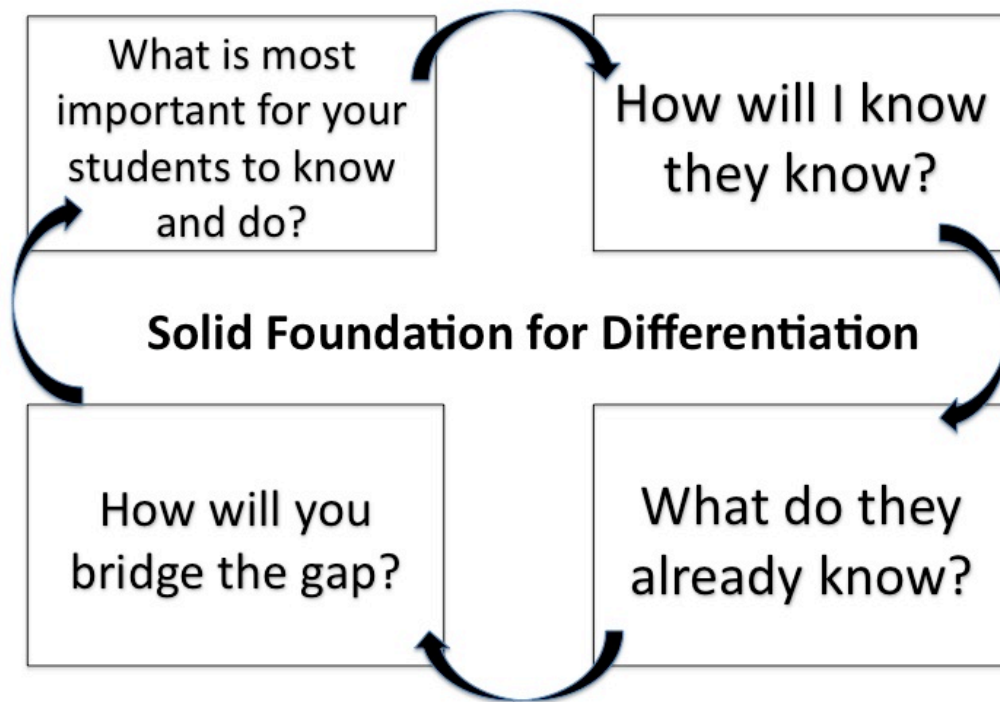 What is most
important for your
students to know
and do?
How will I know
they know?
Solid Foundation for Differentiation
How will you
bridge the gap?
What do they
already know?